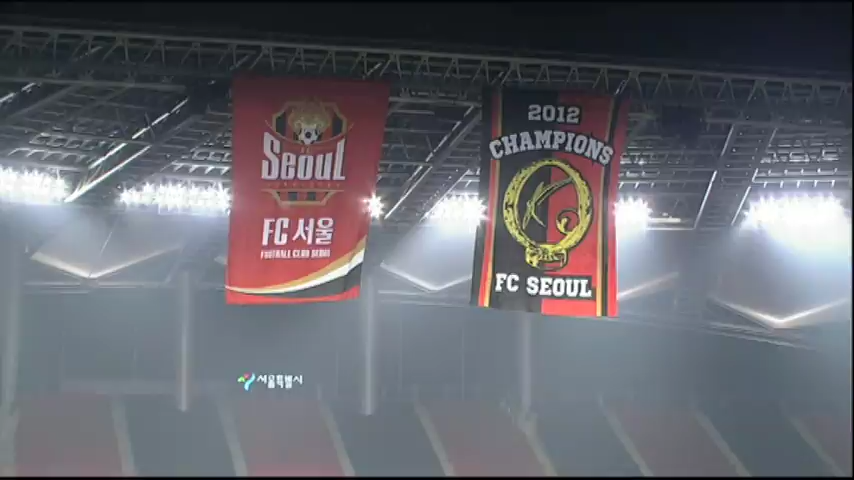 Seoul
FC 서울
FOOTBALL CLUB SEOUL
2012
CHAMPIONS
K
FC SEOUL
서울특별시